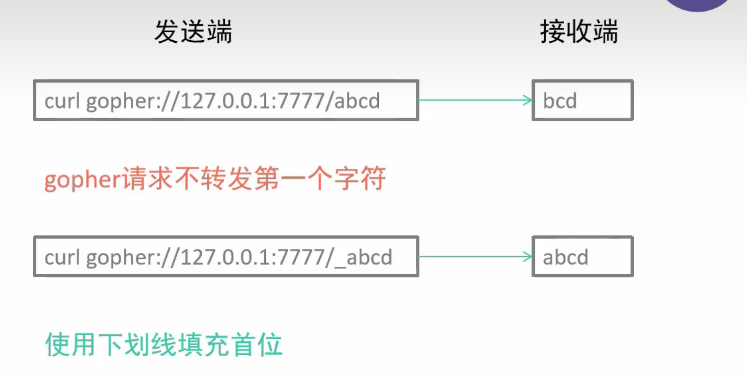 发送端 接收端
curl gopher://127.0.0.1:7777/abcd bcd
gopher请求不转发第一个字符
curl gopher://127.0.0.1:7777/_abcd abcd
使用下划线填充首位